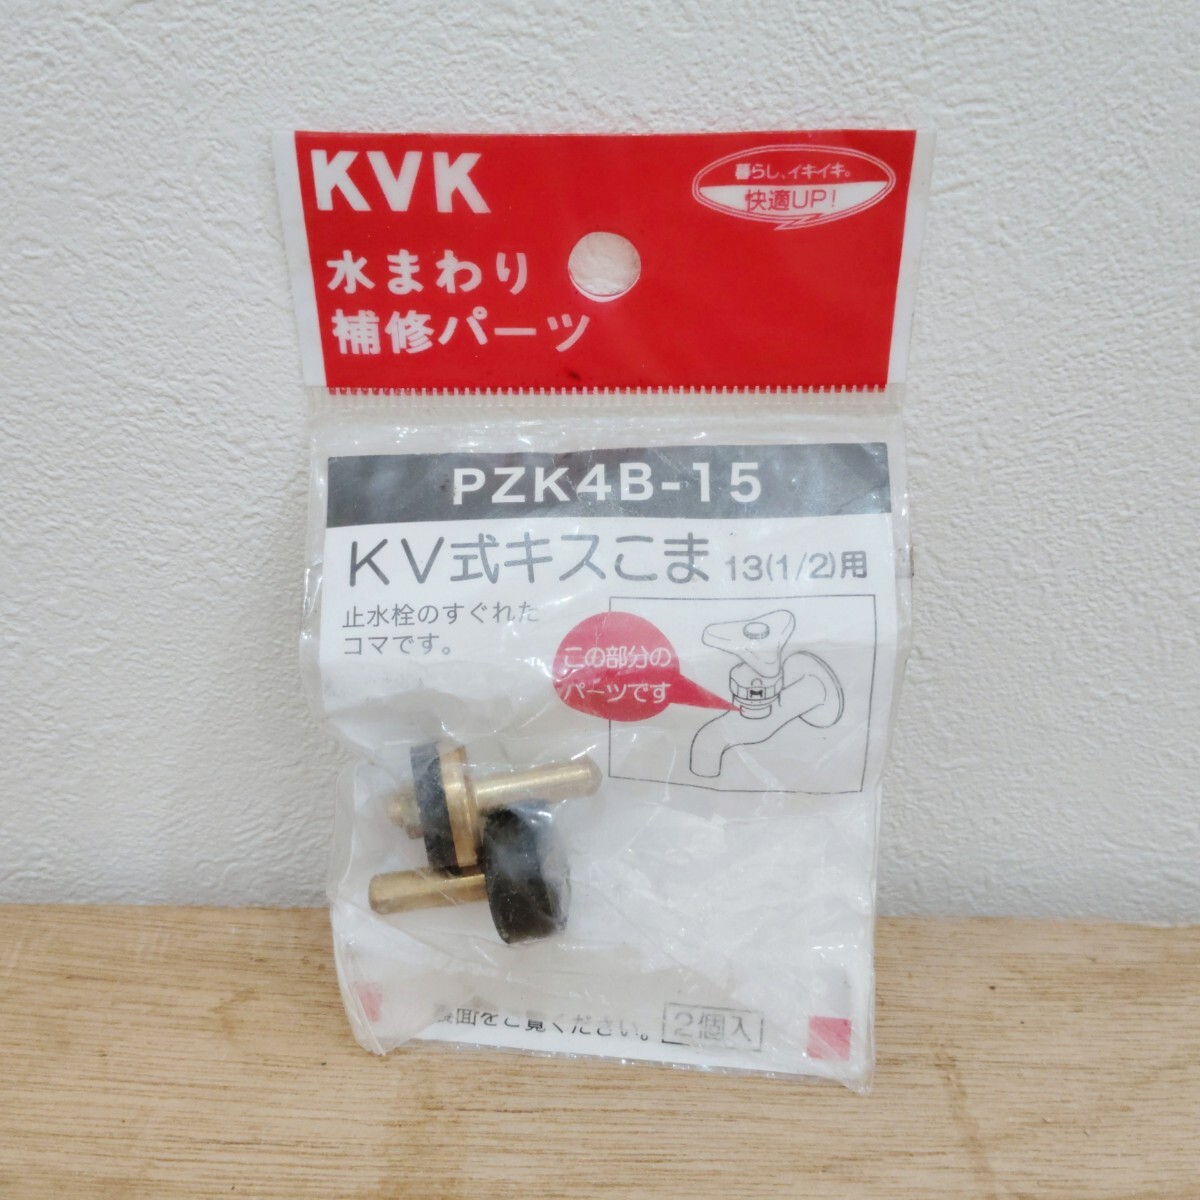 KVK
暮らし、イキイキ。
快適UP!
水まわり
補修パーツ
PZK4B-15
KV式キスこま 13(1/2)用
止水栓のすぐれた
コマです。
この部分の
パーツです
面をご覧ください。 2個入